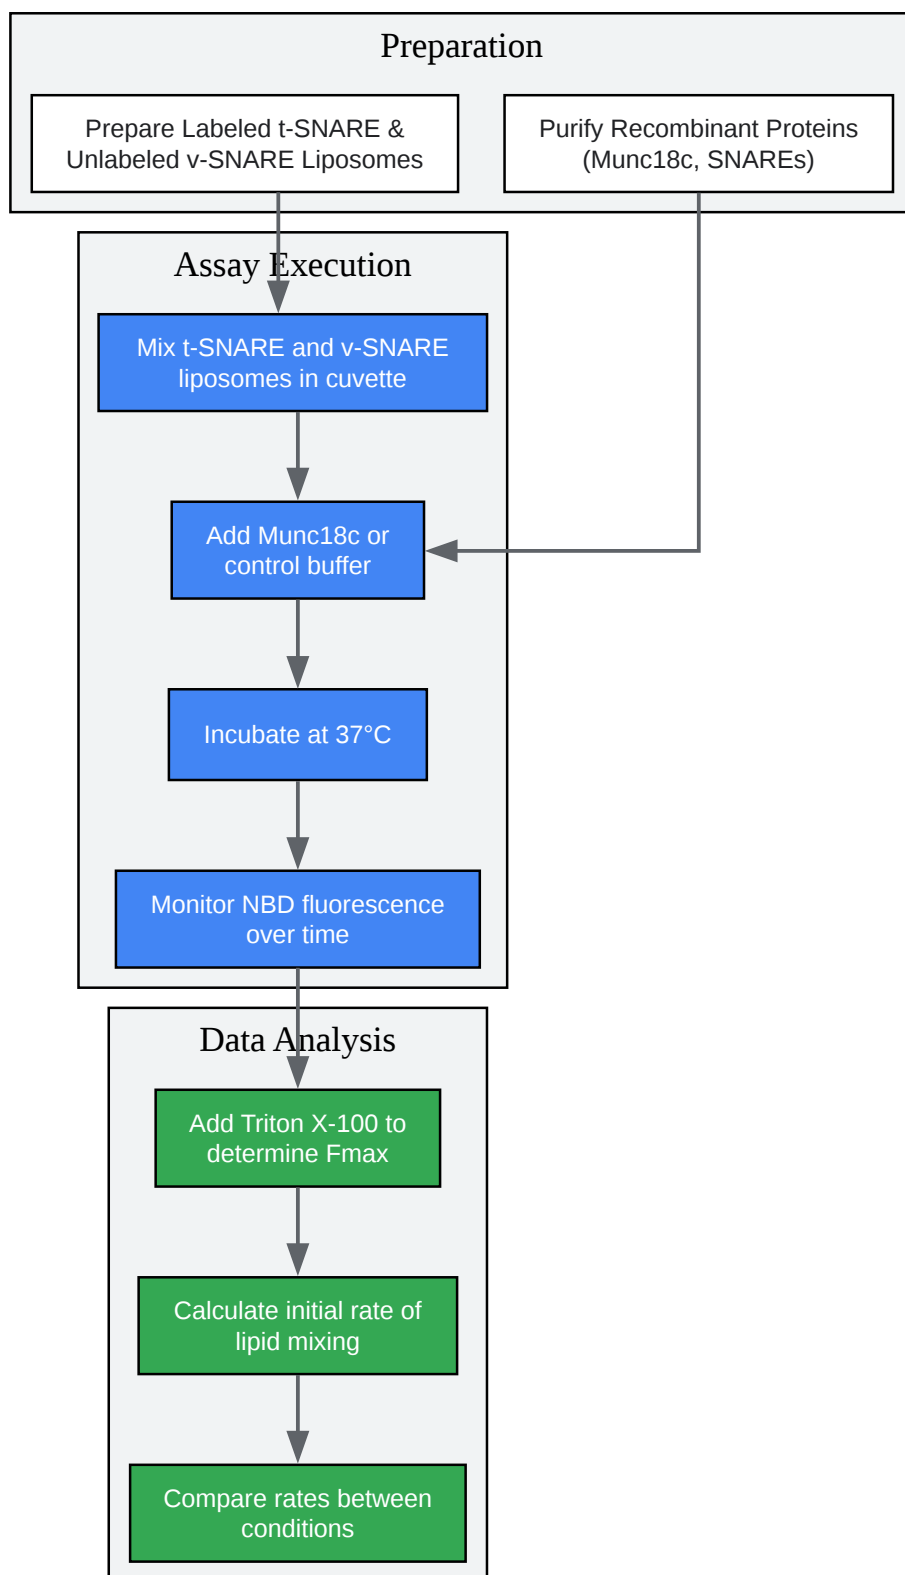 Preparation
Prepare Labeled t-SNARE &
Unlabeled v-SNARE Liposomes
Purify Recombinant Proteins
(Munc18c, SNAREs)
Assay Execution
Mix t-SNARE and v-SNARE
liposomes in cuvette
Add Munc18c or
control buffer
Incubate at 37°C
Monitor NBD fluorescence
over time
Data Analysis
Add Triton X-100 to
determine Fmax
Calculate initial rate of
lipid mixing
Compare rates between
conditions